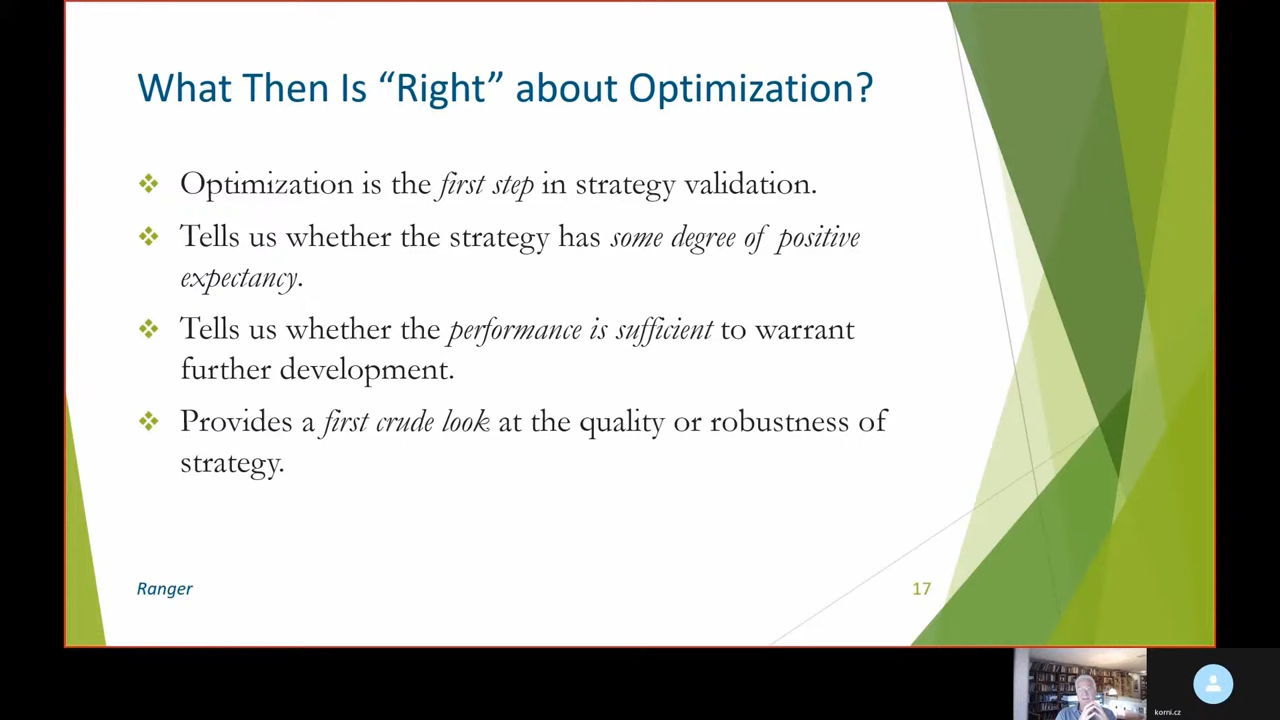 What Then Is “Right” about Optimization?
Optimization is the first step in strategy validation.
Tells us whether the strategy has some degree of positive
expectancy.
Tells us whether the performance is sufficient to warrant
further development.
Provides a first crude look at the quality or robustness of
strategy.
Ranger
17
korni.cz